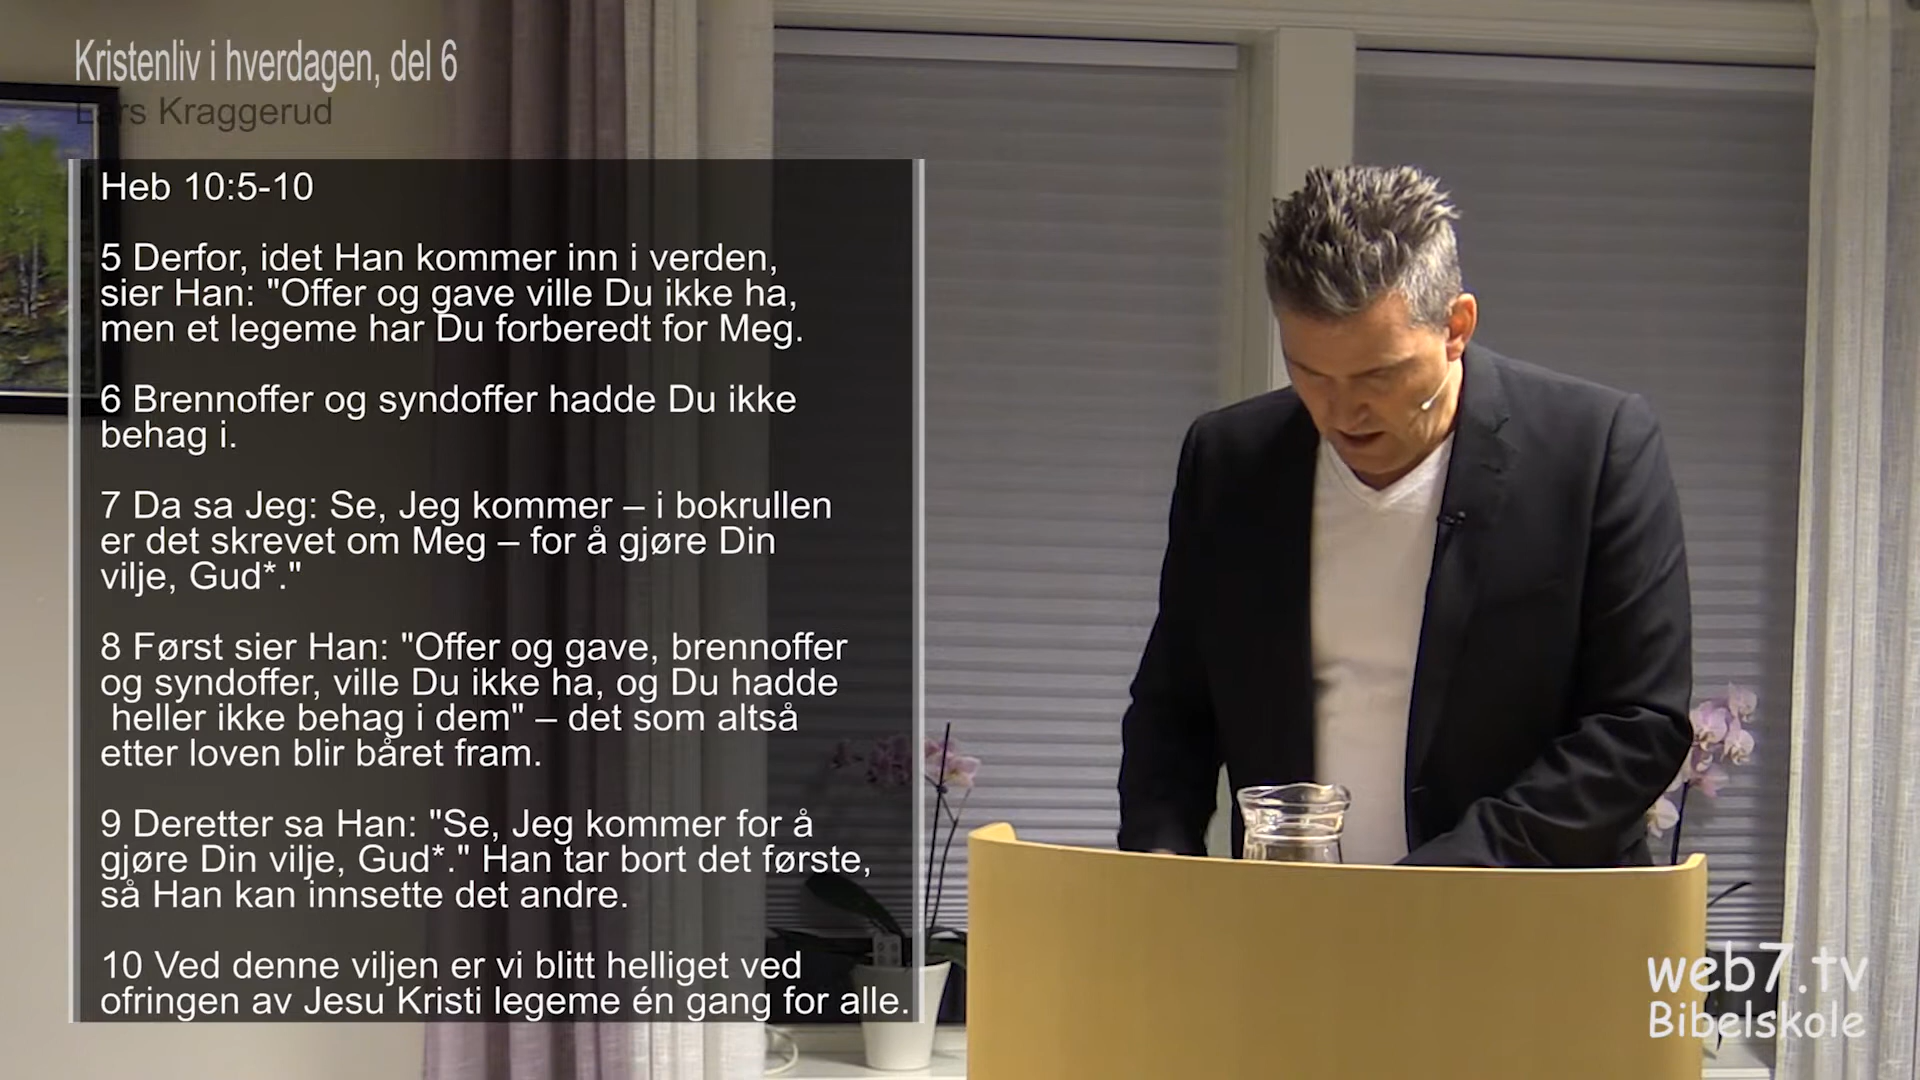 Kristenliv i hverdagen, del 6
Lars Kraggerud
Heb 10:5-10
5 Derfor, idet Han kommer inn i verden,
sier Han: "Offer og gave ville Du ikke ha,
men et legeme har Du forberedt for Meg.
6 Brennoffer og syndoffer hadde Du ikke
behag i.
7 Da sa Jeg: Se, Jeg kommer – i bokrullen
er det skrevet om Meg – for å gjøre Din
vilje, Gud*."
8 Først sier Han: "Offer og gave, brennoffer
og syndoffer, ville Du ikke ha, og Du hadde
heller ikke behag i dem" – det som altså
etter loven blir båret fram.
9 Deretter sa Han: "Se, Jeg kommer for å
gjøre Din vilje, Gud*." Han tar bort det første,
så Han kan innsette det andre.
10 Ved denne viljen er vi blitt helliget ved
ofringen av Jesu Kristi legeme én gang for alle.
web7.tv
Bibelskole